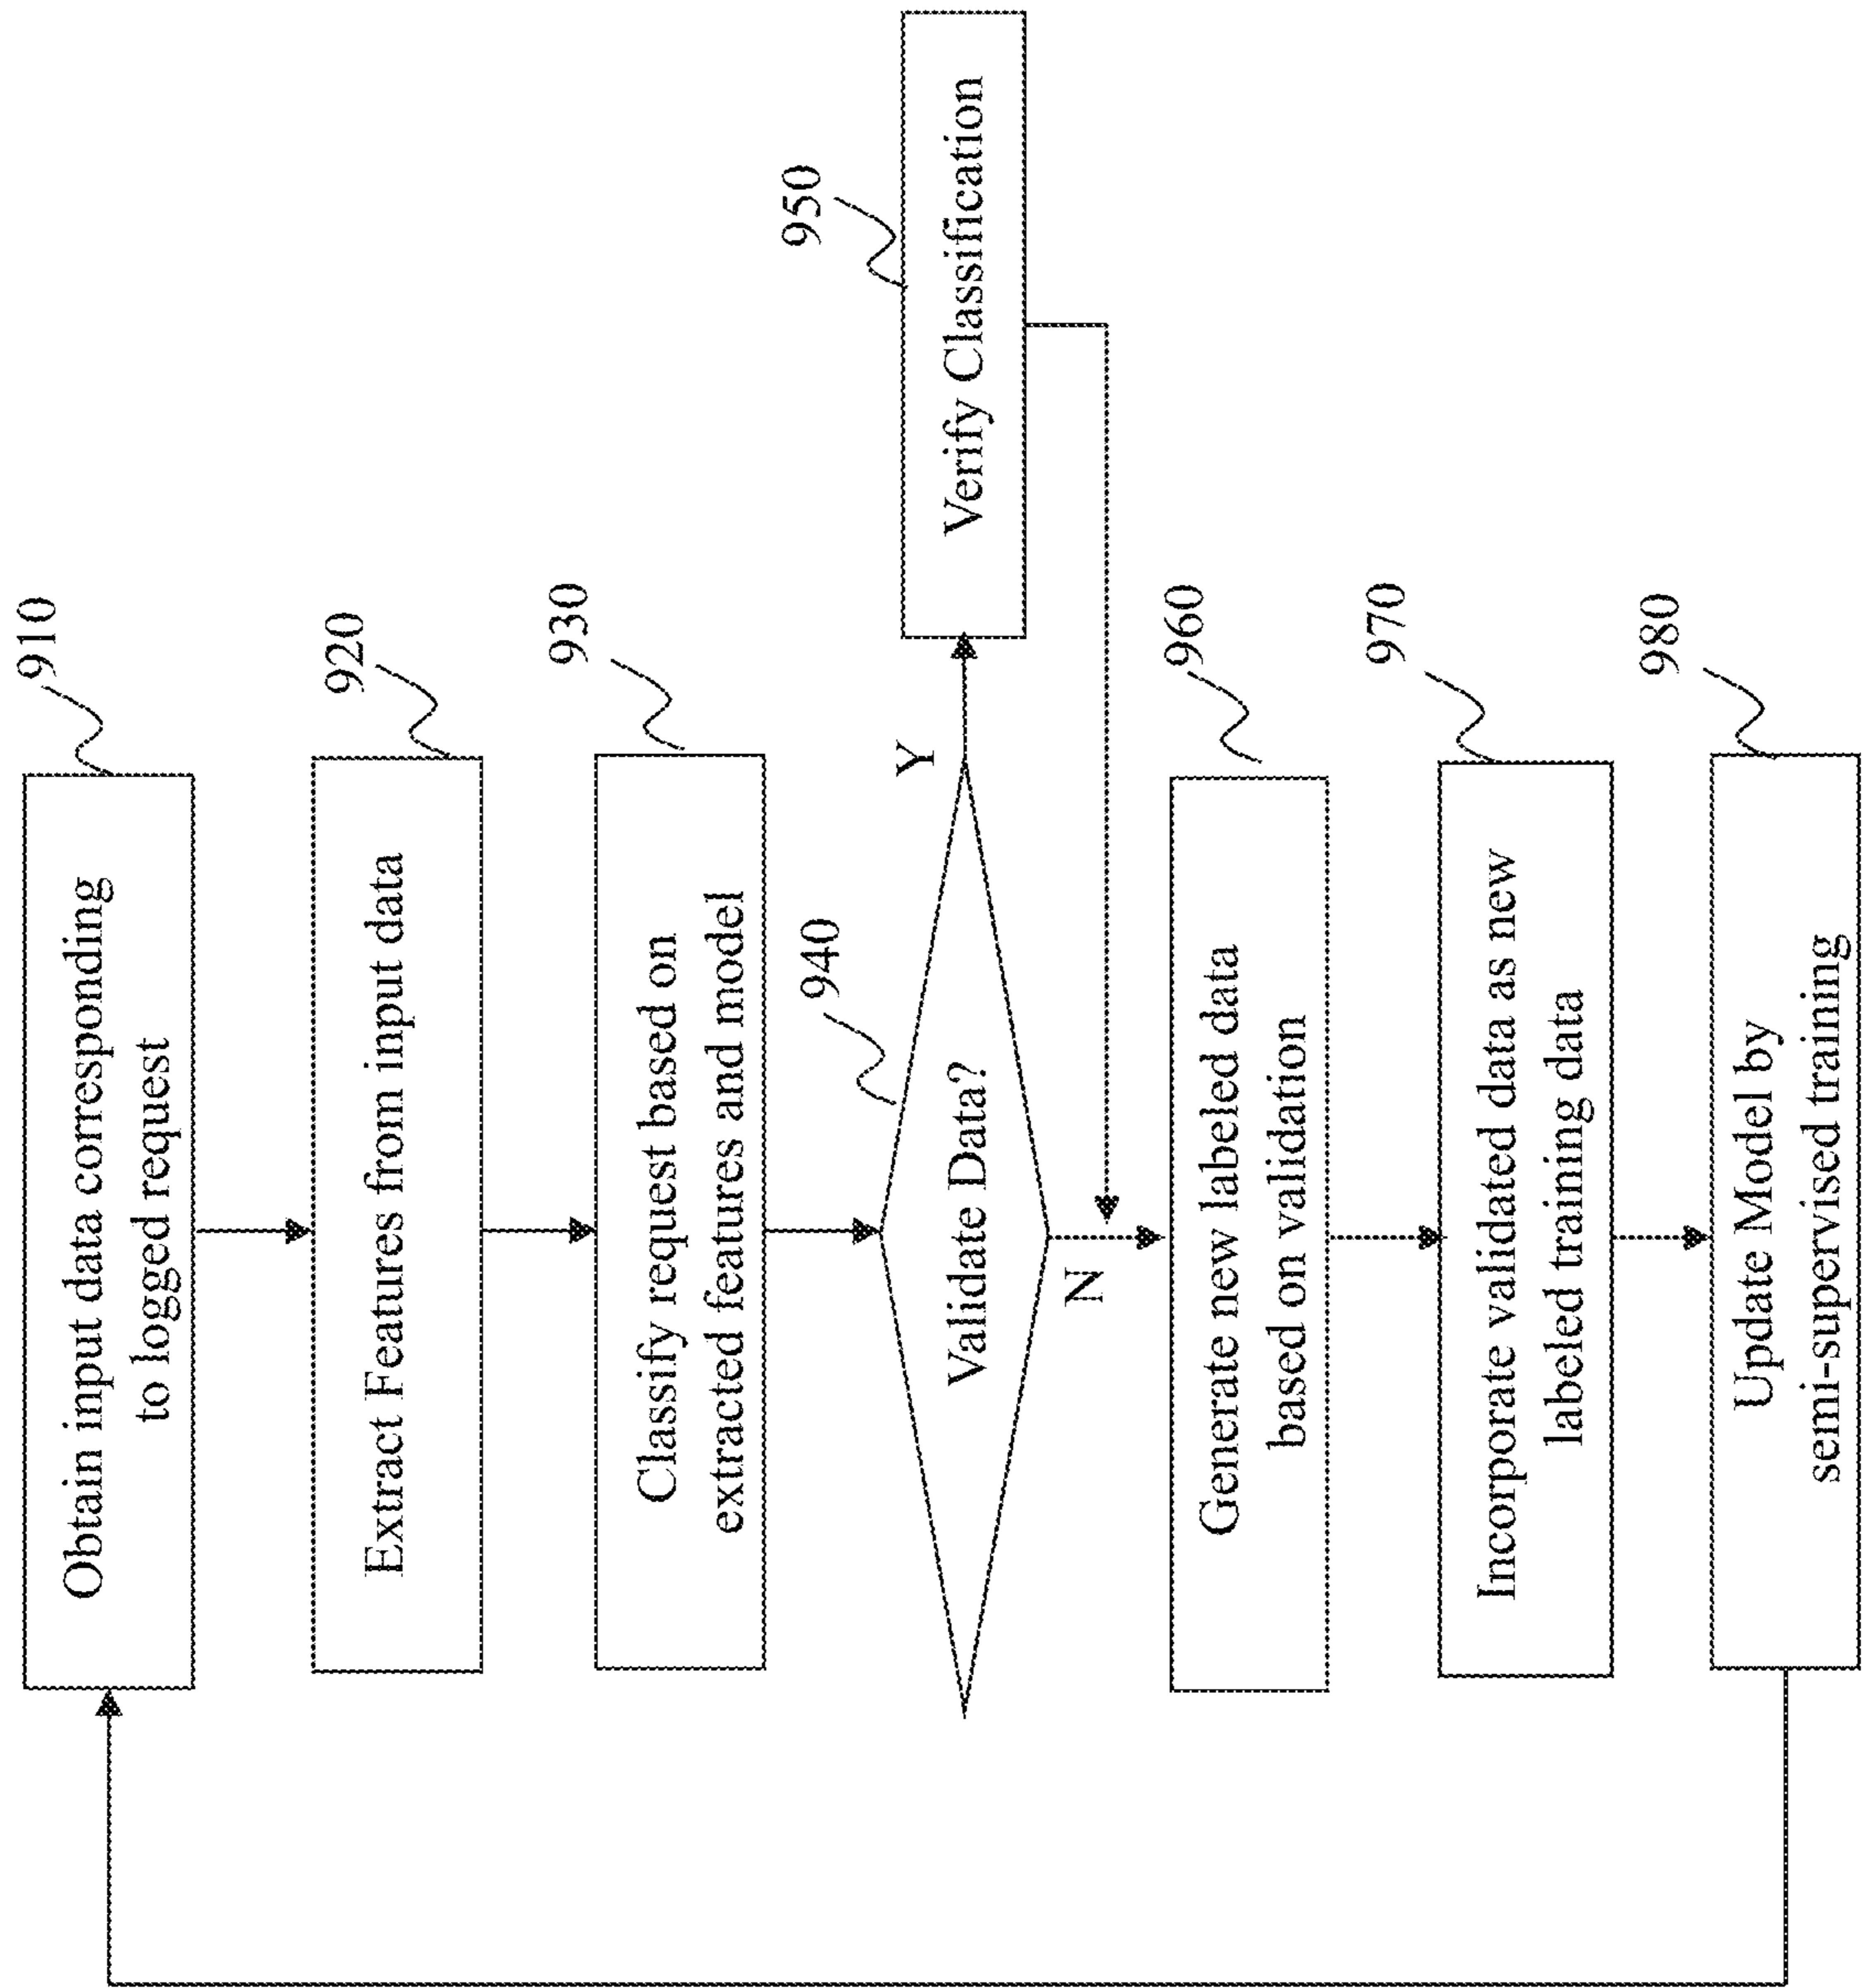 910
Obtain input data corresponding
to logged request
920
Extract Features from input data
930
Classify request based on
extracted features and model
940
Validate Data?
Y
N
950
Verify Classification
960
Generate new labeled data
based on validation
970
Incorporate validated data as new
labeled training data
980
Update Model by
semi-supervised training